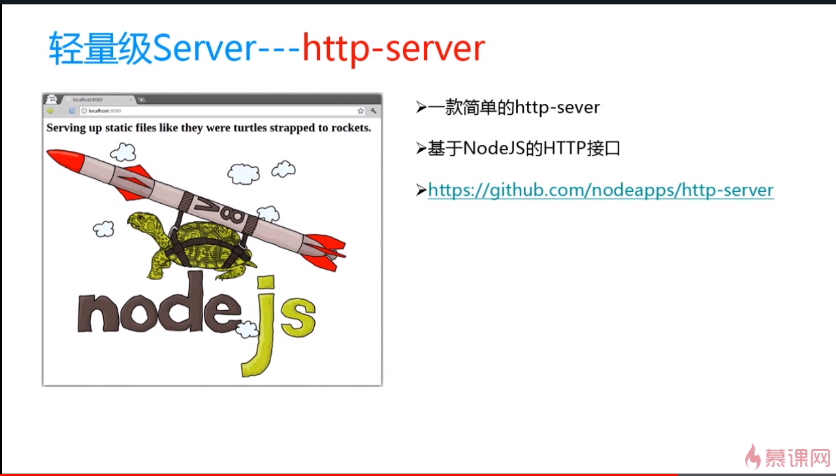 轻量级Server---http-server
localhost:8080
localhost:8080
Serving up static files like they were turtles strapped to rockets.
V8
nodejs
➢一款简单的http-sever
➢基于NodeJS的HTTP接口
➢https://github.com/nodeapps/http-server
慕课网